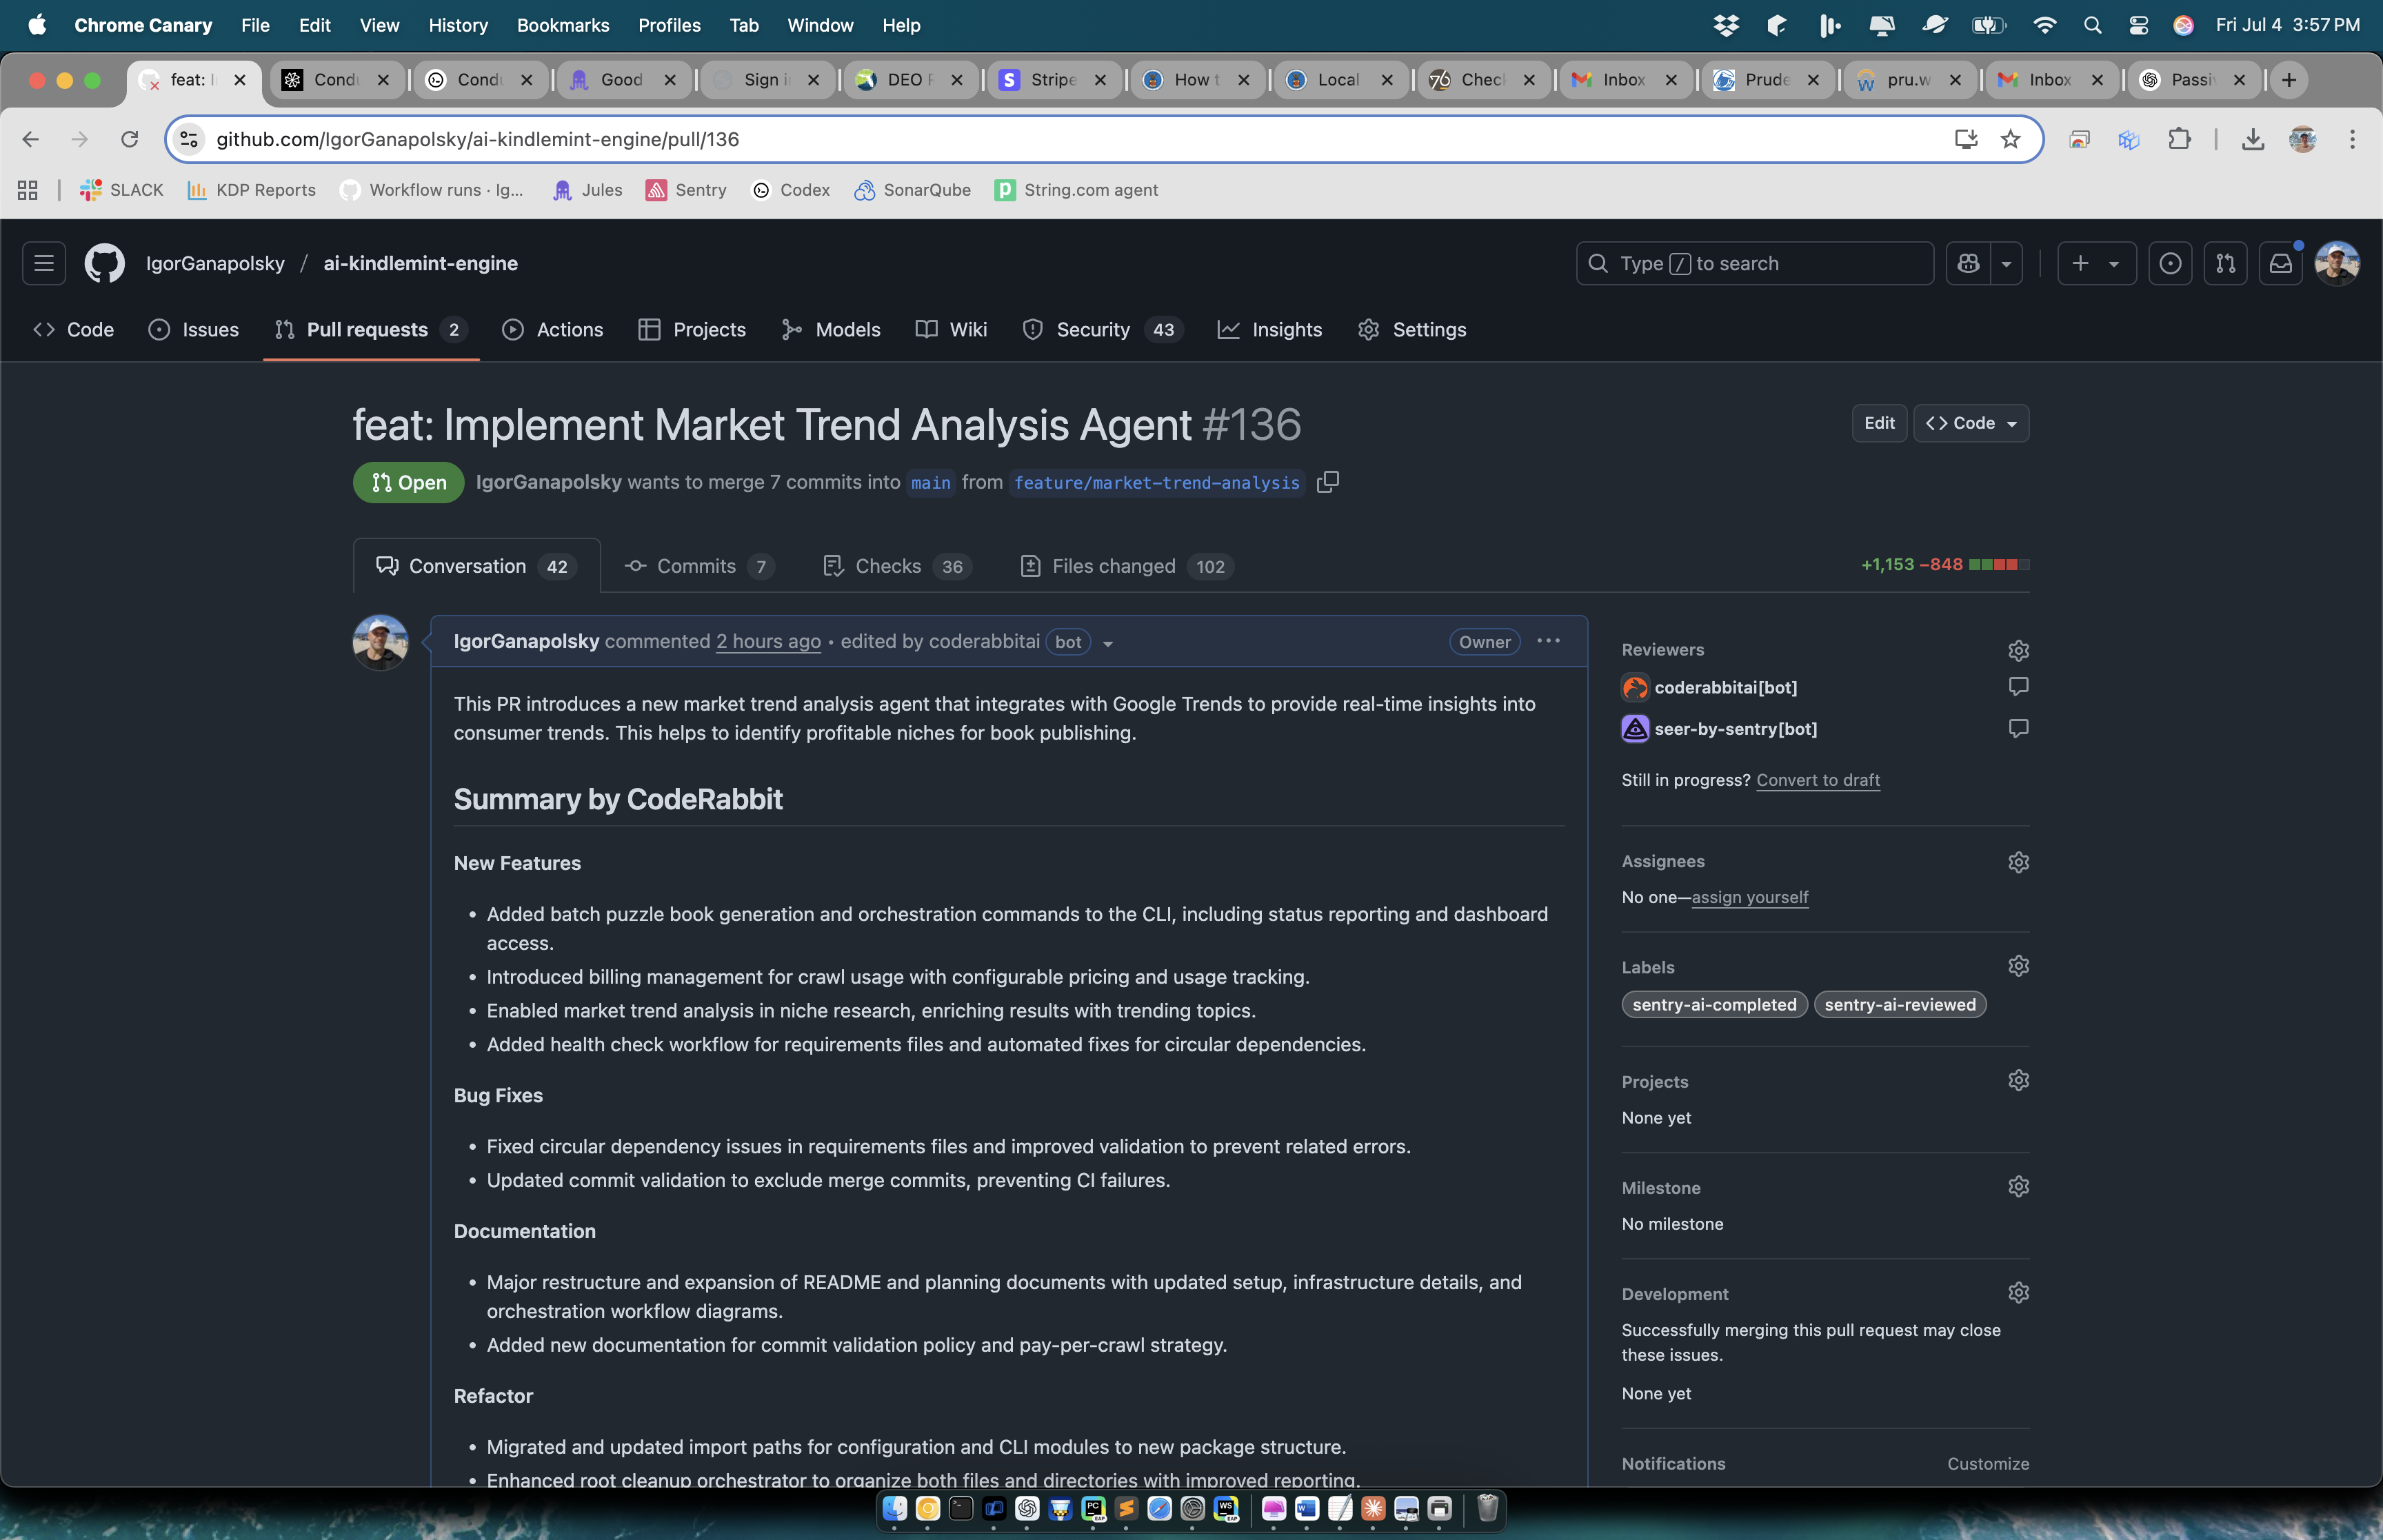 Chrome Canary File Edit View History Bookmarks Profiles Tab Window Help Fri Jul 4 3:57 PM
feat: I Condu Condu Good Sign i DEO F Stripe How t Local Check Inbox Prude pru.w Inbox Passiv
github.com/IgorGanapolsky/ai-kindlemint-engine/pull/136
SLACK KDP Reports Workflow runs · Ig... Jules Sentry Codex SonarQube String.com agent
IgorGanapolsky / ai-kindlemint-engine Type / to search
Code Issues Pull requests 2 Actions Projects Models Wiki Security 43 Insights Settings
feat: Implement Market Trend Analysis Agent #136
Edit Code
Open IgorGanapolsky wants to merge 7 commits into main from feature/market-trend-analysis
Conversation 42 Commits 7 Checks 36 Files changed 102 +1,153 −848
IgorGanapolsky commented 2 hours ago • edited by coderabbitai bot Owner
This PR introduces a new market trend analysis agent that integrates with Google Trends to provide real-time insights into
consumer trends. This helps to identify profitable niches for book publishing.
Summary by CodeRabbit
New Features
• Added batch puzzle book generation and orchestration commands to the CLI, including status reporting and dashboard
access.
• Introduced billing management for crawl usage with configurable pricing and usage tracking.
• Enabled market trend analysis in niche research, enriching results with trending topics.
• Added health check workflow for requirements files and automated fixes for circular dependencies.
Bug Fixes
• Fixed circular dependency issues in requirements files and improved validation to prevent related errors.
• Updated commit validation to exclude merge commits, preventing CI failures.
Documentation
• Major restructure and expansion of README and planning documents with updated setup, infrastructure details, and
orchestration workflow diagrams.
• Added new documentation for commit validation policy and pay-per-crawl strategy.
Refactor
• Migrated and updated import paths for configuration and CLI modules to new package structure.
• Enhanced root cleanup orchestrator to organize both files and directories with improved reporting.
Reviewers
coderabbitai[bot]
seer-by-sentry[bot]
Still in progress? Convert to draft
Assignees
No one—assign yourself
Labels
sentry-ai-completed sentry-ai-reviewed
Projects
None yet
Milestone
No milestone
Development
Successfully merging this pull request may close
these issues.
None yet
Notifications Customize